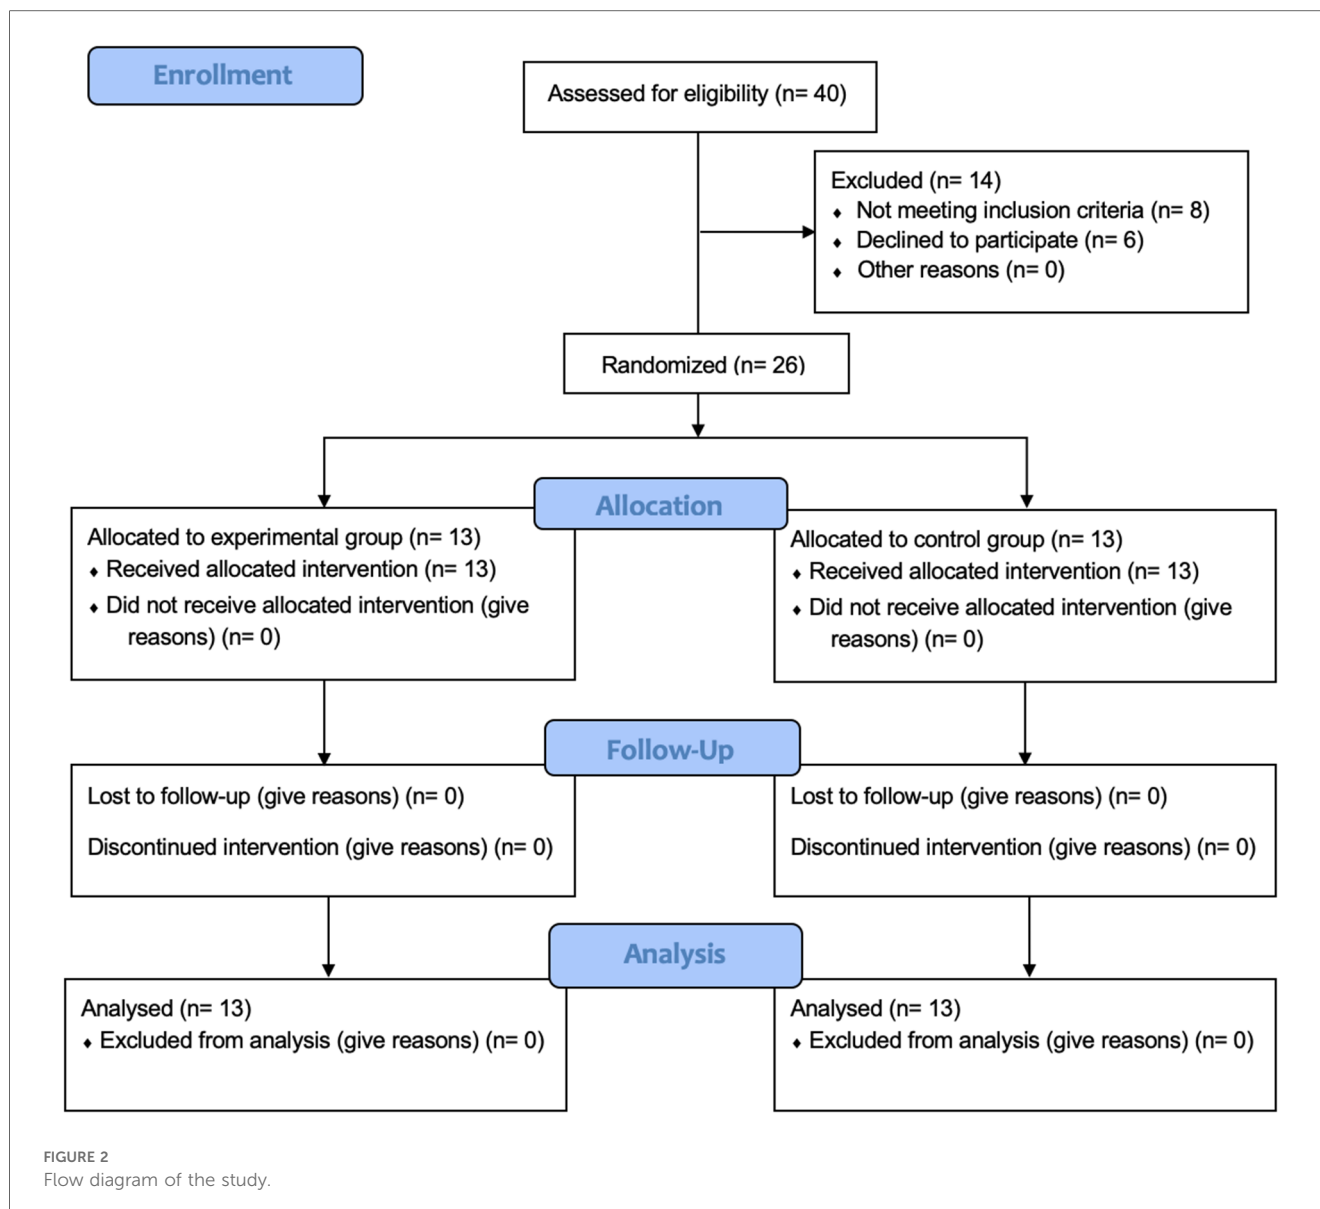 Enrollment
Assessed for eligibility (n= 40)
Excluded (n= 14)
♦ Not meeting inclusion criteria (n= 8)
♦ Declined to participate (n= 6)
♦ Other reasons (n= 0)
Randomized (n= 26)
Allocation
Allocated to experimental group (n= 13)
♦ Received allocated intervention (n= 13)
♦ Did not receive allocated intervention (give
reasons) (n= 0)
Allocated to control group (n= 13)
♦ Received allocated intervention (n= 13)
♦ Did not receive allocated intervention (give
reasons) (n= 0)
Follow-Up
Lost to follow-up (give reasons) (n= 0)
Discontinued intervention (give reasons) (n= 0)
Lost to follow-up (give reasons) (n= 0)
Discontinued intervention (give reasons) (n= 0)
Analysis
Analysed (n= 13)
♦ Excluded from analysis (give reasons) (n= 0)
Analysed (n= 13)
♦ Excluded from analysis (give reasons) (n= 0)
FIGURE 2
Flow diagram of the study.